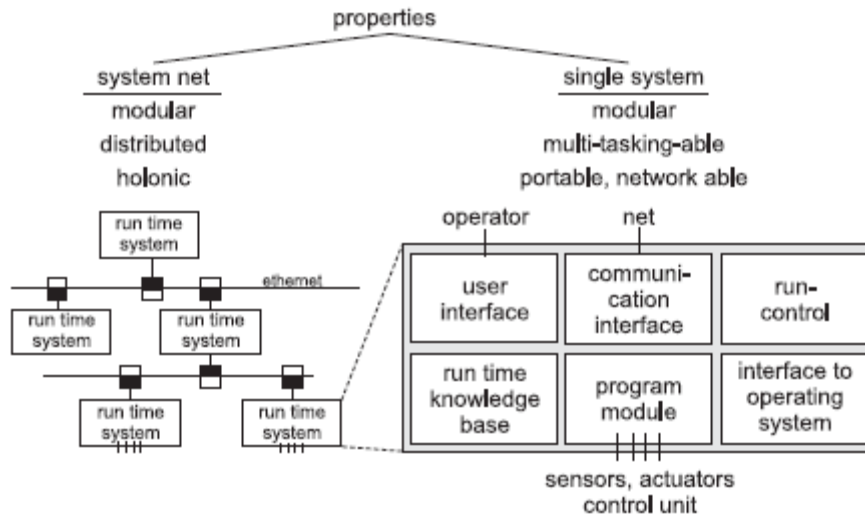 properties
system net
modular
distributed
holonic
single system
modular
multi-tasking-able
portable, network able
run time
system
ethernet
run time
system
run time
system
run time
system
run time
system
operator
net
user
interface
communi-
cation
interface
run-
control
run time
knowledge
base
program
module
interface to
operating
system
sensors, actuators
control unit